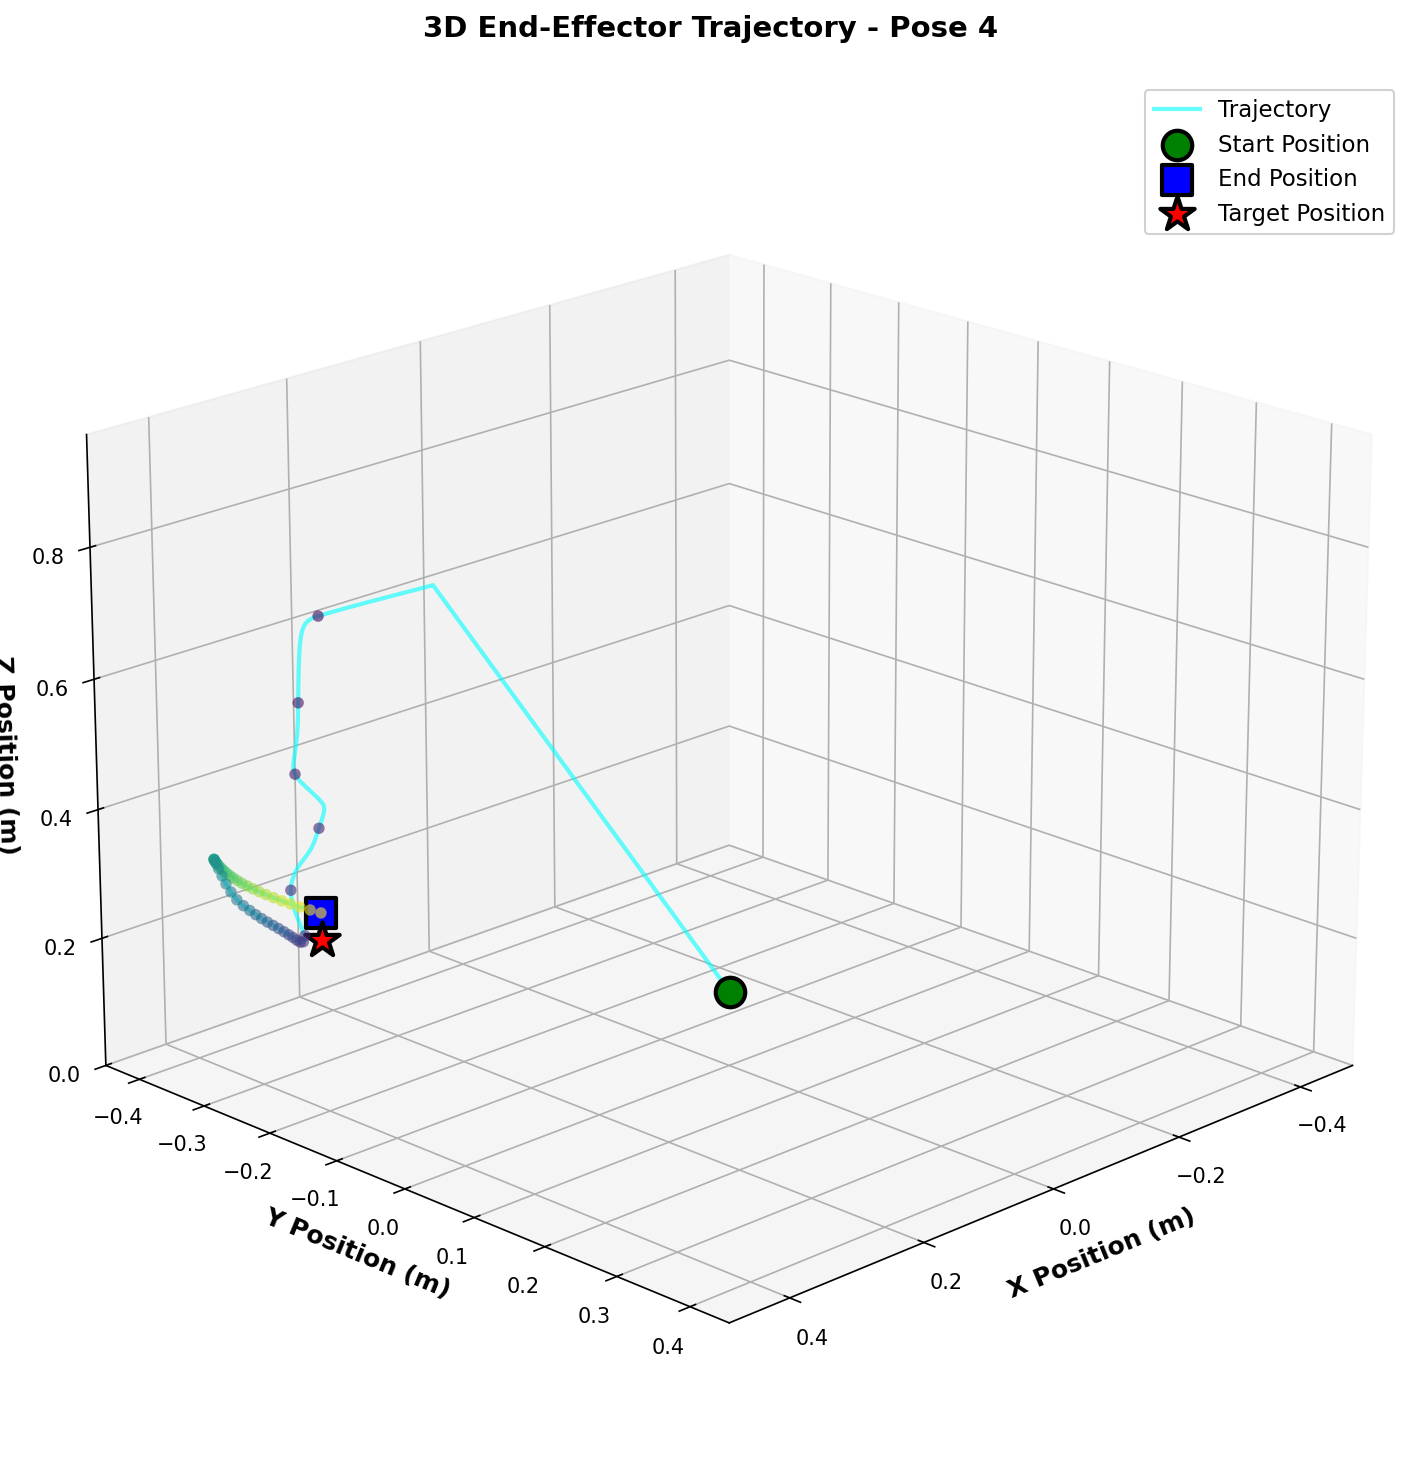 3D End-Effector Trajectory - Pose 4
Trajectory
Start Position
End Position
Target Position
0.8
0.6
0.4
0.2
0.0
Z Position (m)
−0.4
−0.3
−0.2
−0.1
0.0
0.1
0.2
0.3
0.4
Y Position (m)
−0.4
−0.2
0.0
0.2
0.4
X Position (m)